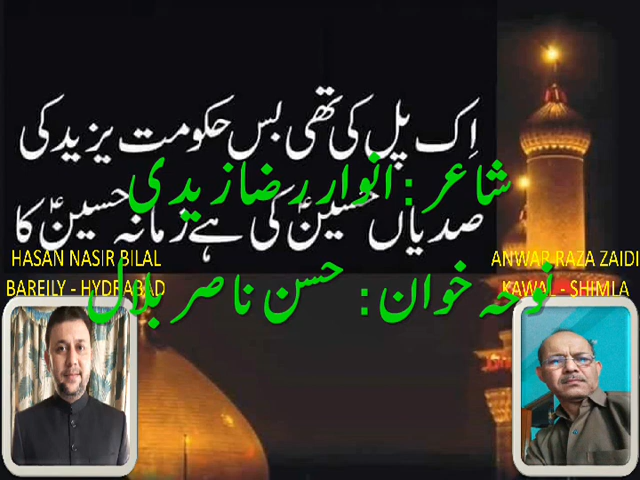 اِک پل کی تھی بس حکومت یزید کی
شاعر : انوار رضا زیدی
صدیاں حسینؑ کی ہے زمانہ حسینؑ کا
HASAN NASIR BILAL
BAREILY - HYDRABAD
ANWAR RAZA ZAIDI
KAWAL - SHIMLA
نوحہ خوان : حسن ناصر بلال